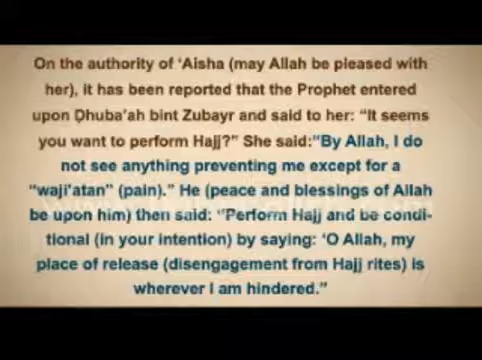 On the authority of ‘Aisha (may Allah be pleased with
her), it has been reported that the Prophet entered
upon Ḍhuba’ah bint Zubayr and said to her: “It seems
you want to perform Hajj?” She said:“By Allah, I do
not see anything preventing me except for a
“waji’atan” (pain).” He (peace and blessings of Allah
be upon him) then said: “Perform Hajj and be condi-
tional (in your intention) by saying: ‘O Allah, my
place of release (disengagement from Hajj rites) is
wherever I am hindered.”